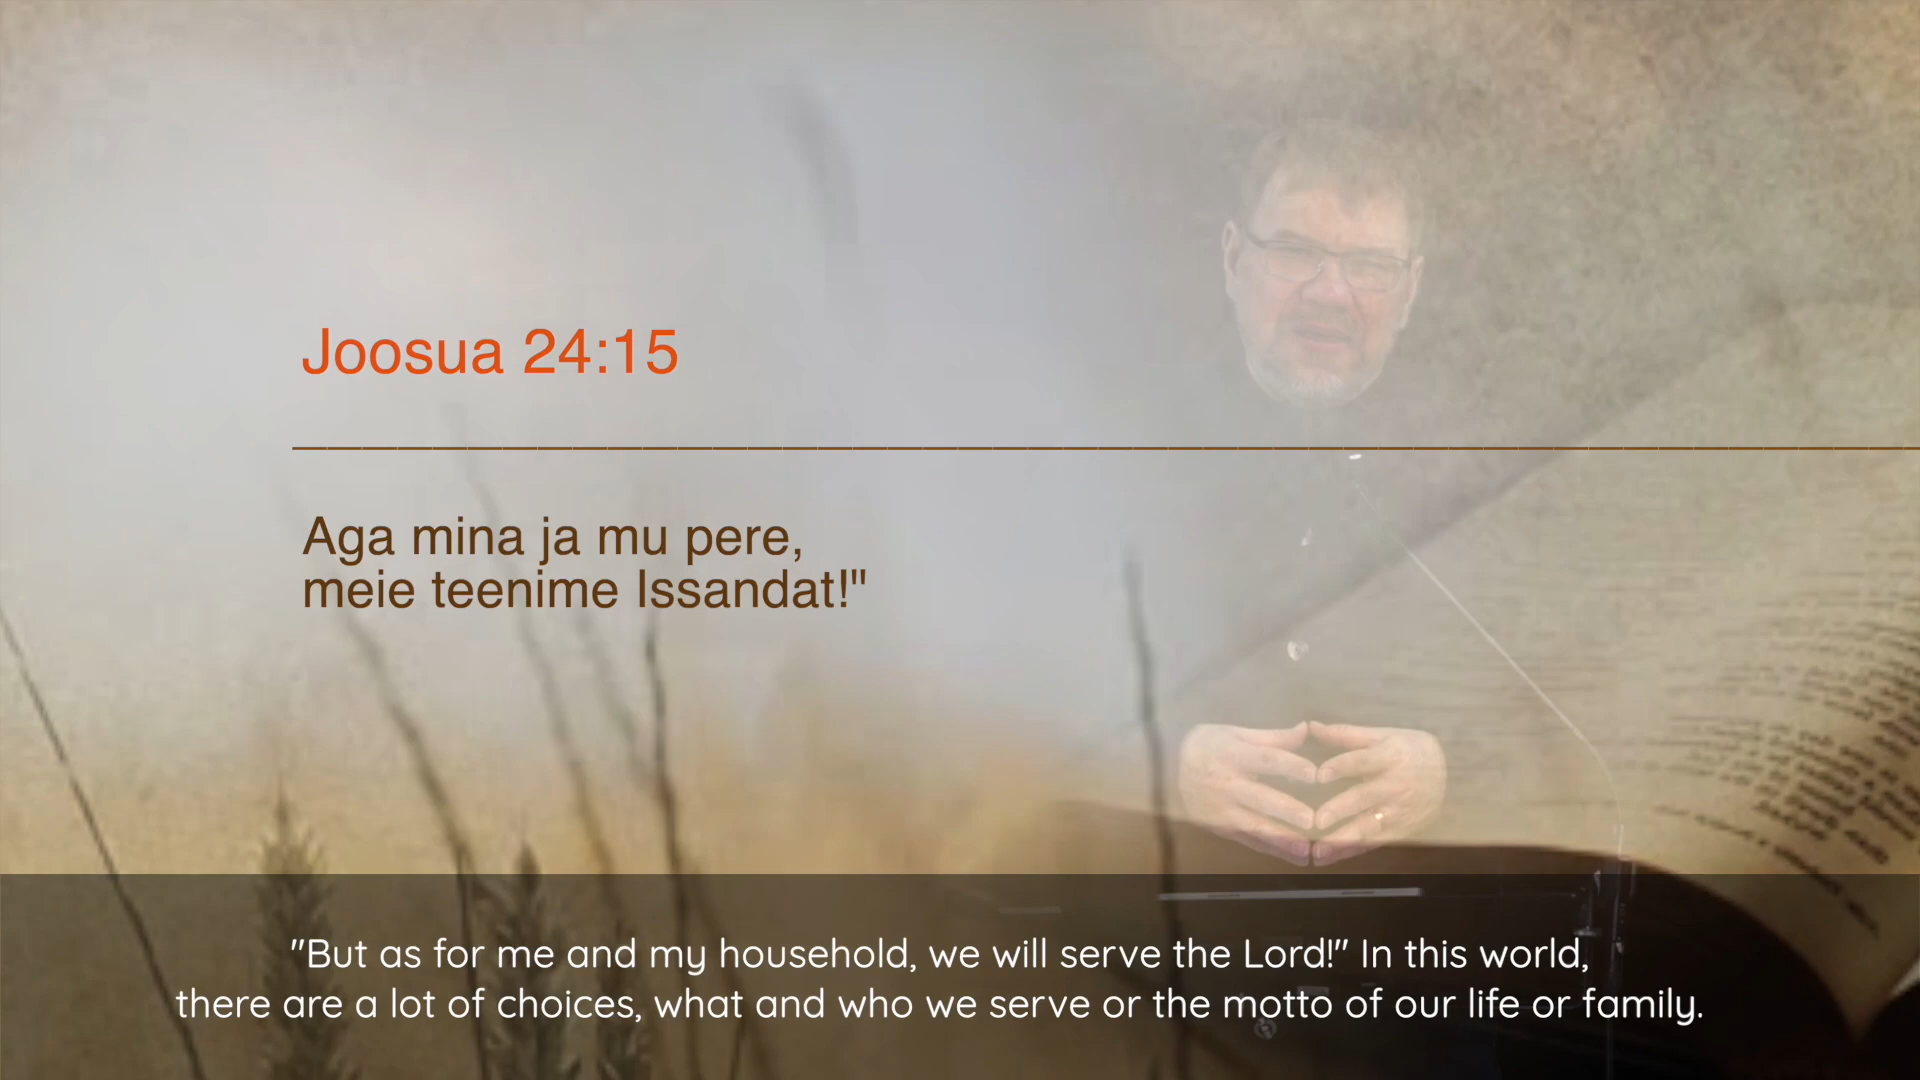 Joosua 24:15
Aga mina ja mu pere,
meie teenime Issandat!"
"But as for me and my household, we will serve the Lord!" In this world,
there are a lot of choices, what and who we serve or the motto of our life or family.